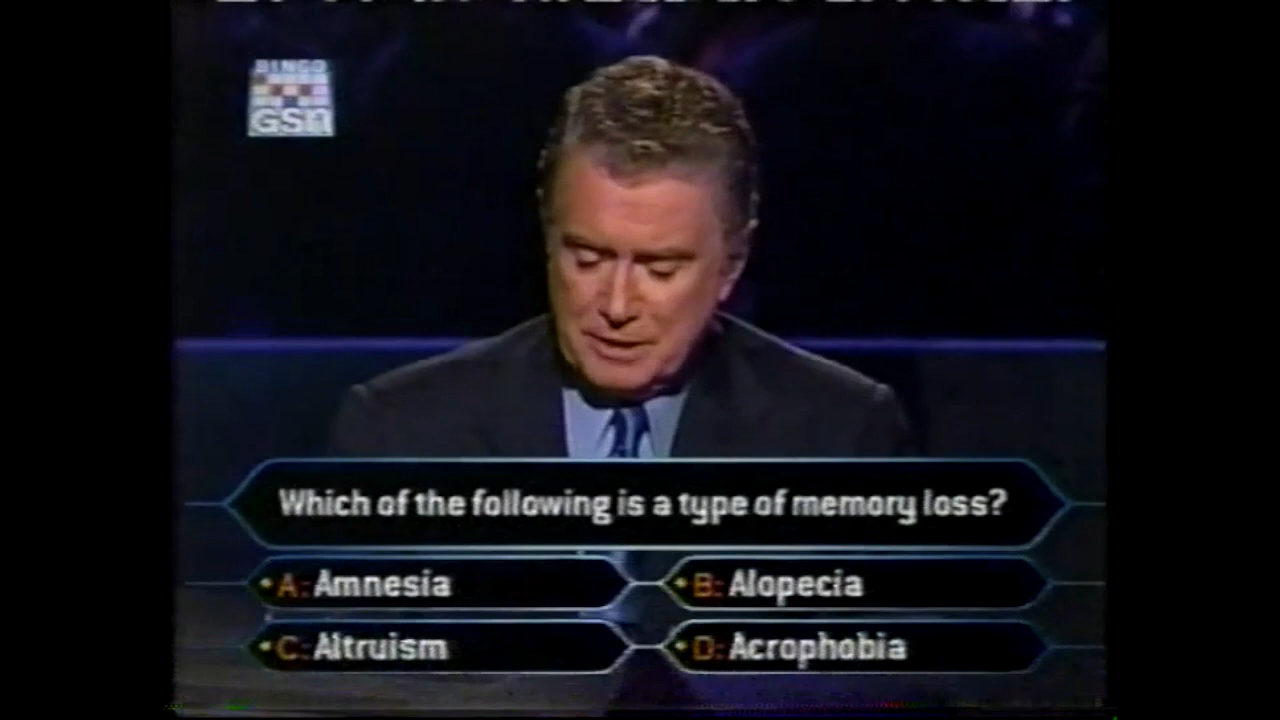 BINGO
GSN
Which of the following is a type of memory loss?
A: Amnesia
B: Alopecia
C: Altruism
D: Acrophobia